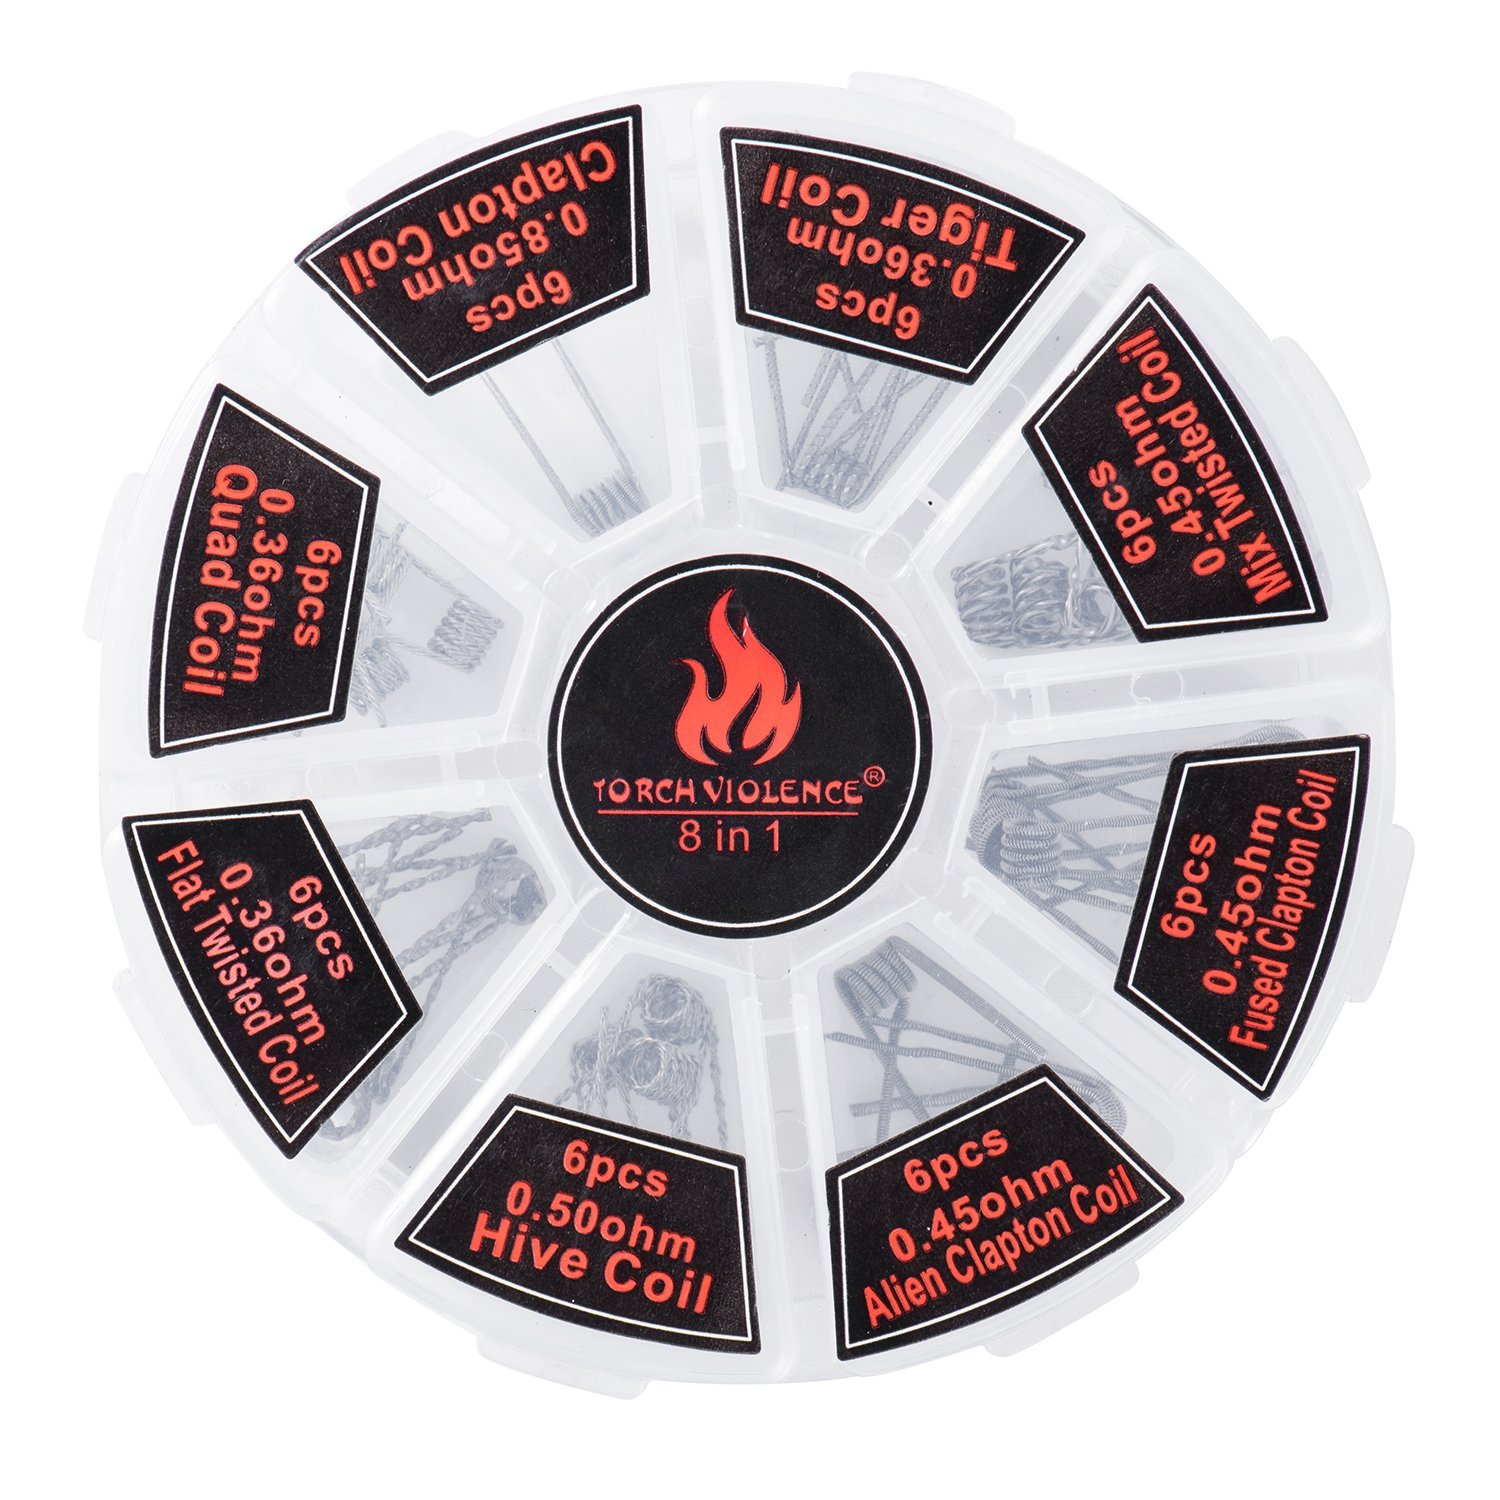 TORCH VIOLENCE®
8 in 1
6pcs
0.85ohm
Clapton Coil
6pcs
0.36ohm
Tiger Coil
6pcs
0.45ohm
Mix Twisted Coil
6pcs
0.45ohm
Fused Clapton Coil
6pcs
0.45ohm
Alien Clapton Coil
6pcs
0.50ohm
Hive Coil
6pcs
0.36ohm
Flat Twisted Coil
6pcs
0.36ohm
Quad Coil